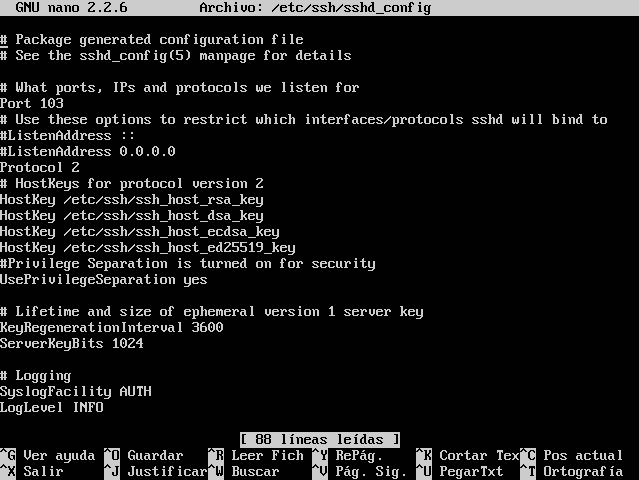 GNU nano 2.2.6 Archivo: /etc/ssh/sshd_config
# Package generated configuration file
# See the sshd_config(5) manpage for details
# What ports, IPs and protocols we listen for
Port 103
# Use these options to restrict which interfaces/protocols sshd will bind to
#ListenAddress ::
#ListenAddress 0.0.0.0
Protocol 2
# HostKeys for protocol version 2
HostKey /etc/ssh/ssh_host_rsa_key
HostKey /etc/ssh/ssh_host_dsa_key
HostKey /etc/ssh/ssh_host_ecdsa_key
HostKey /etc/ssh/ssh_host_ed25519_key
#Privilege Separation is turned on for security
UsePrivilegeSeparation yes
# Lifetime and size of ephemeral version 1 server key
KeyRegenerationInterval 3600
ServerKeyBits 1024
# Logging
SyslogFacility AUTH
LogLevel INFO
[ 88 líneas leídas ]
^G Ver ayuda ^O Guardar ^R Leer Fich ^Y RePág. ^K Cortar Tex ^C Pos actual
^X Salir ^J Justificar ^W Buscar ^V Pág. Sig. ^U PegarTxt ^T Ortografía